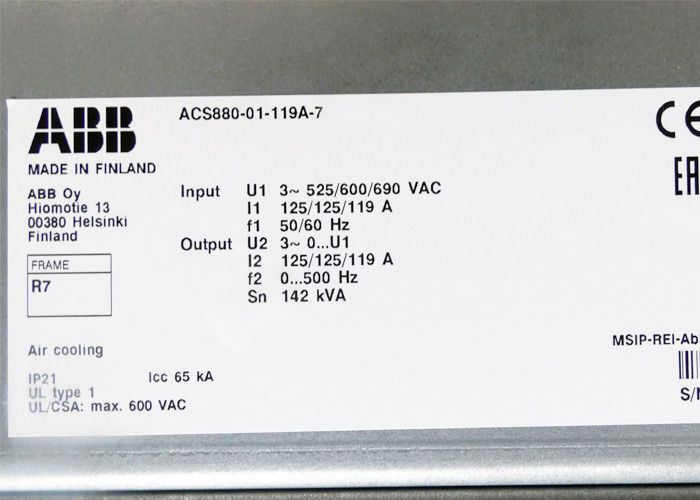 ABB
ACS880-01-119A-7
CE
MADE IN FINLAND
ABB Oy
Hiomotie 13
00380 Helsinki
Finland
FRAME
R7
Input U1 3~ 525/600/690 VAC
I1 125/125/119 A
f1 50/60 Hz
Output U2 3~ 0...U1
I2 125/125/119 A
f2 0...500 Hz
Sn 142 kVA
Air cooling
IP21 Icc 65 kA
UL type 1
UL/CSA: max. 600 VAC
MSIP-REI-Ab